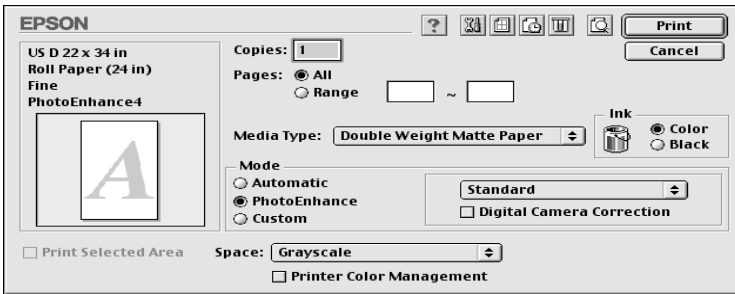 EPSON
?
Print
Cancel
US D 22 x 34 in
Roll Paper (24 in)
Fine
PhotoEnhance4
A
Copies: 1
Pages: All
Range ~
Media Type: Double Weight Matte Paper
Ink
Color
Black
Mode
Automatic
PhotoEnhance
Custom
Standard
Digital Camera Correction
Print Selected Area
Space: Grayscale
Printer Color Management